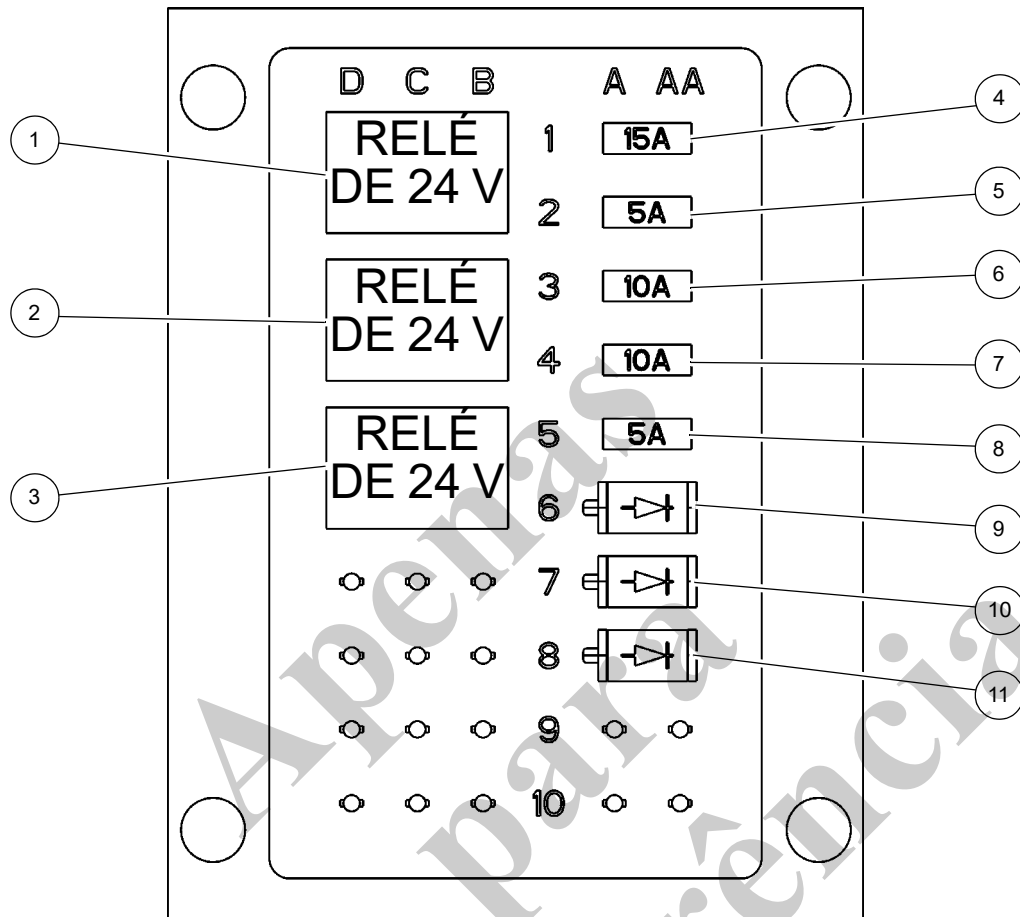 D C B A AA
1 RELÉ DE 24 V 1 15A 4
2 5A 5
2 RELÉ DE 24 V 3 10A 6
4 10A 7
3 RELÉ DE 24 V 5 5A 8
6 9
7 10
8 11
9
10
Apenas
para